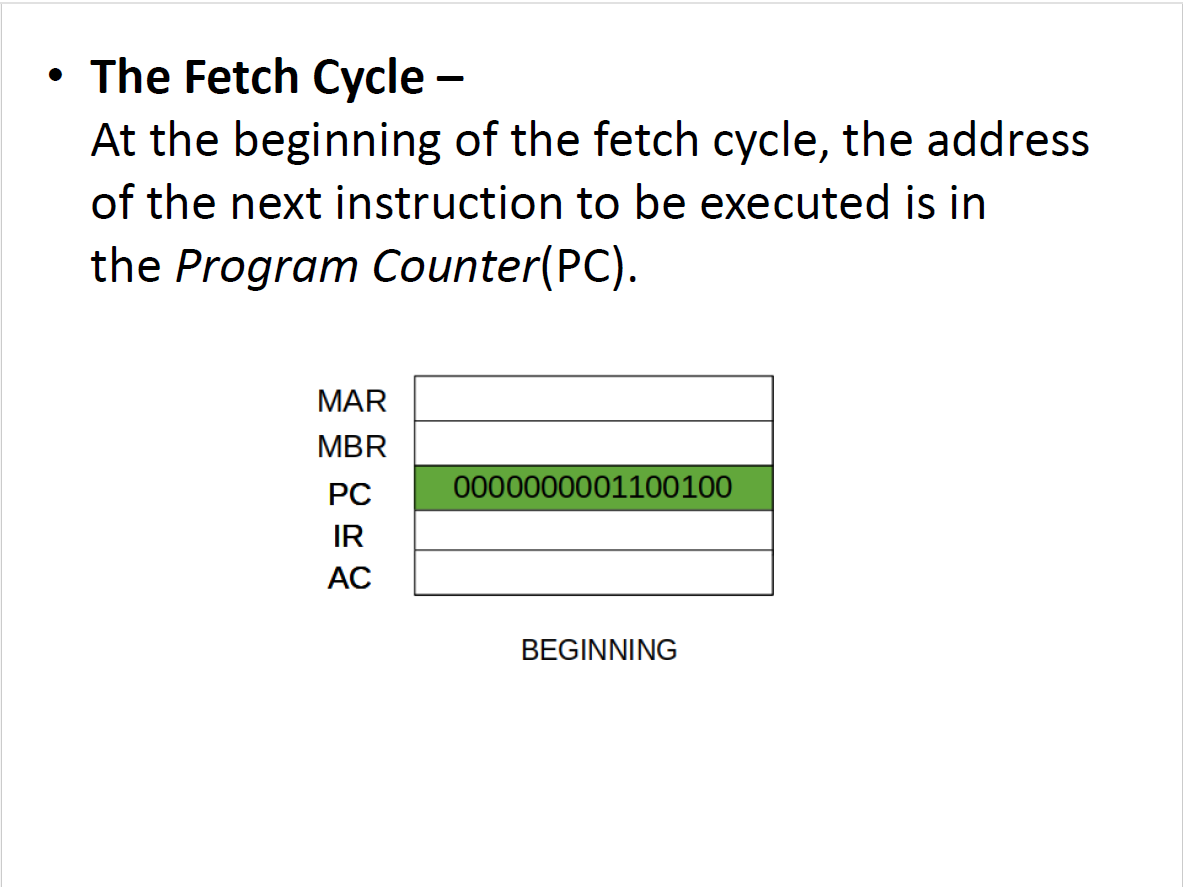 • The Fetch Cycle –
At the beginning of the fetch cycle, the address
of the next instruction to be executed is in
the Program Counter(PC).
MAR
MBR
PC 0000000001100100
IR
AC
BEGINNING